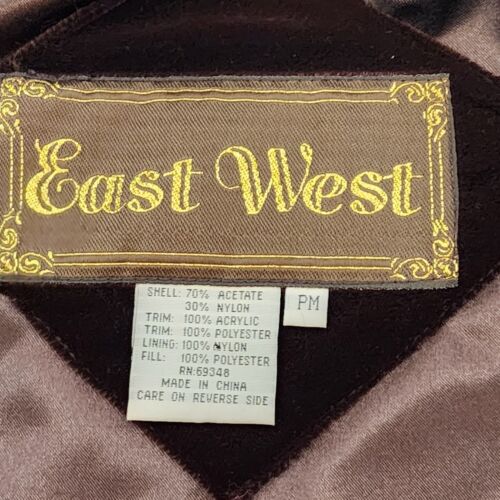 East West
SHELL: 70% ACETATE
30% NYLON
TRIM: 100% ACRYLIC
TRIM: 100% POLYESTER
LINING: 100% NYLON
FILL: 100% POLYESTER
RN:69348
MADE IN CHINA
CARE ON REVERSE SIDE
PM